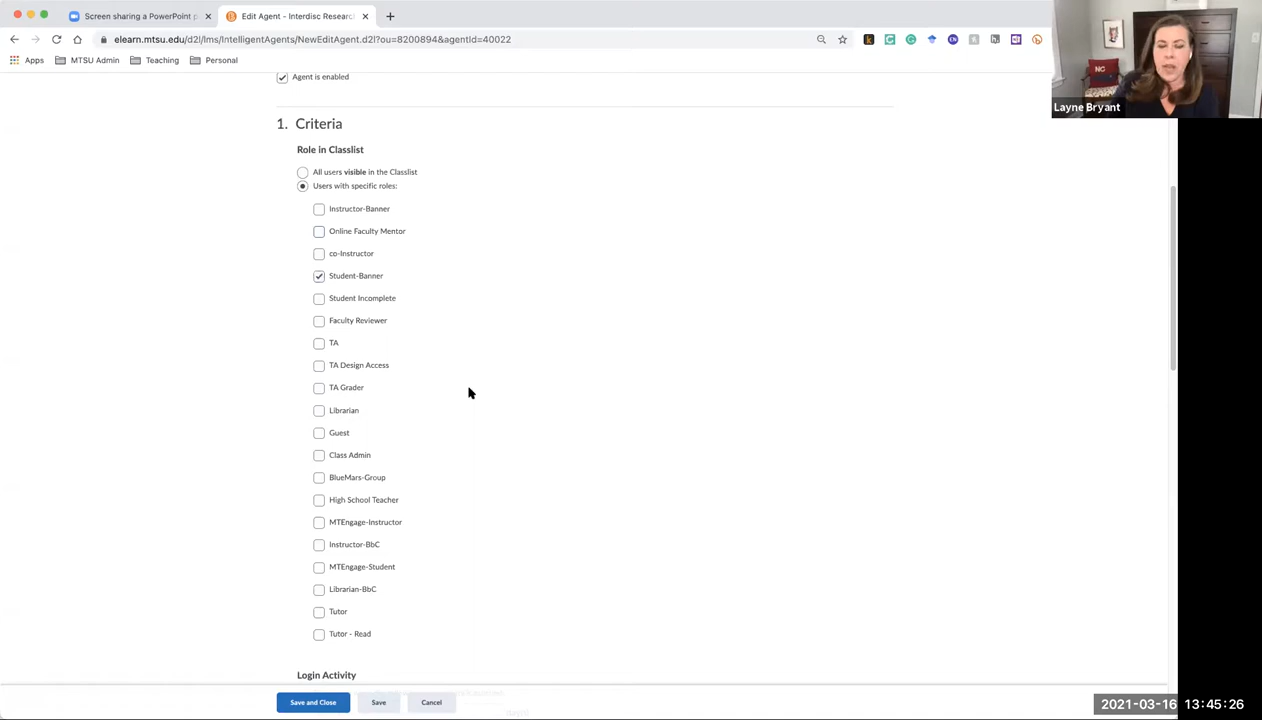 Screen sharing a PowerPoint p
Edit Agent - Interdisc Researc
elearn.mtsu.edu/d2l/lms/IntelligentAgents/NewEditAgent.d2l?ou=8200894&agentId=40022
Apps
MTSU Admin
Teaching
Personal
NC
Layne Bryant
Agent is enabled
1. Criteria
Role in Classlist
All users visible in the Classlist
Users with specific roles:
Instructor-Banner
Online Faculty Mentor
co-Instructor
Student-Banner
Student Incomplete
Faculty Reviewer
TA
TA Design Access
TA Grader
Librarian
Guest
Class Admin
BlueMars-Group
High School Teacher
MTEngage-Instructor
Instructor-BbC
MTEngage-Student
Librarian-BbC
Tutor
Tutor - Read
Login Activity
Save and Close
Save
Cancel
2021-03-16 13:45:26